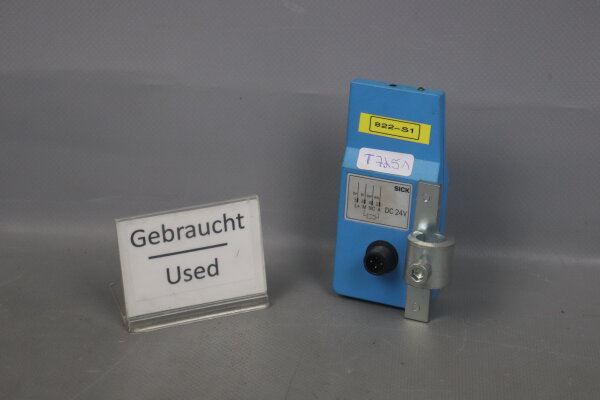 Gebraucht
Used
822-S1
T7251
SICK
DC 24V